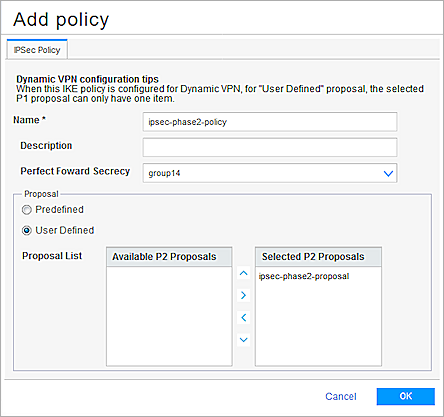 Add policy
IPSec Policy
Dynamic VPN configuration tips
When this IKE policy is configured for Dynamic VPN, for "User Defined" proposal, the selected
P1 proposal can only have one item.
Name * ipsec-phase2-policy
Description
Perfect Foward Secrecy group14
Proposal
Predefined
User Defined
Proposal List Available P2 Proposals Selected P2 Proposals
ipsec-phase2-proposal
Cancel OK